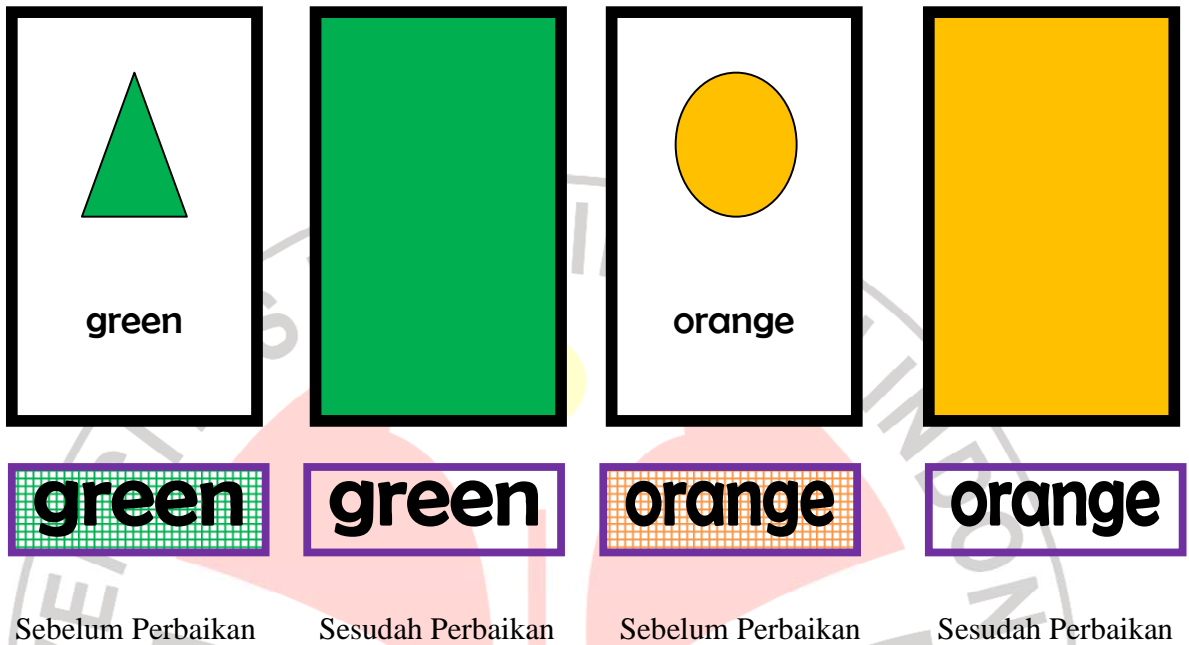 green orange
green green orange orange
Sebelum Perbaikan Sesudah Perbaikan Sebelum Perbaikan Sesudah Perbaikan